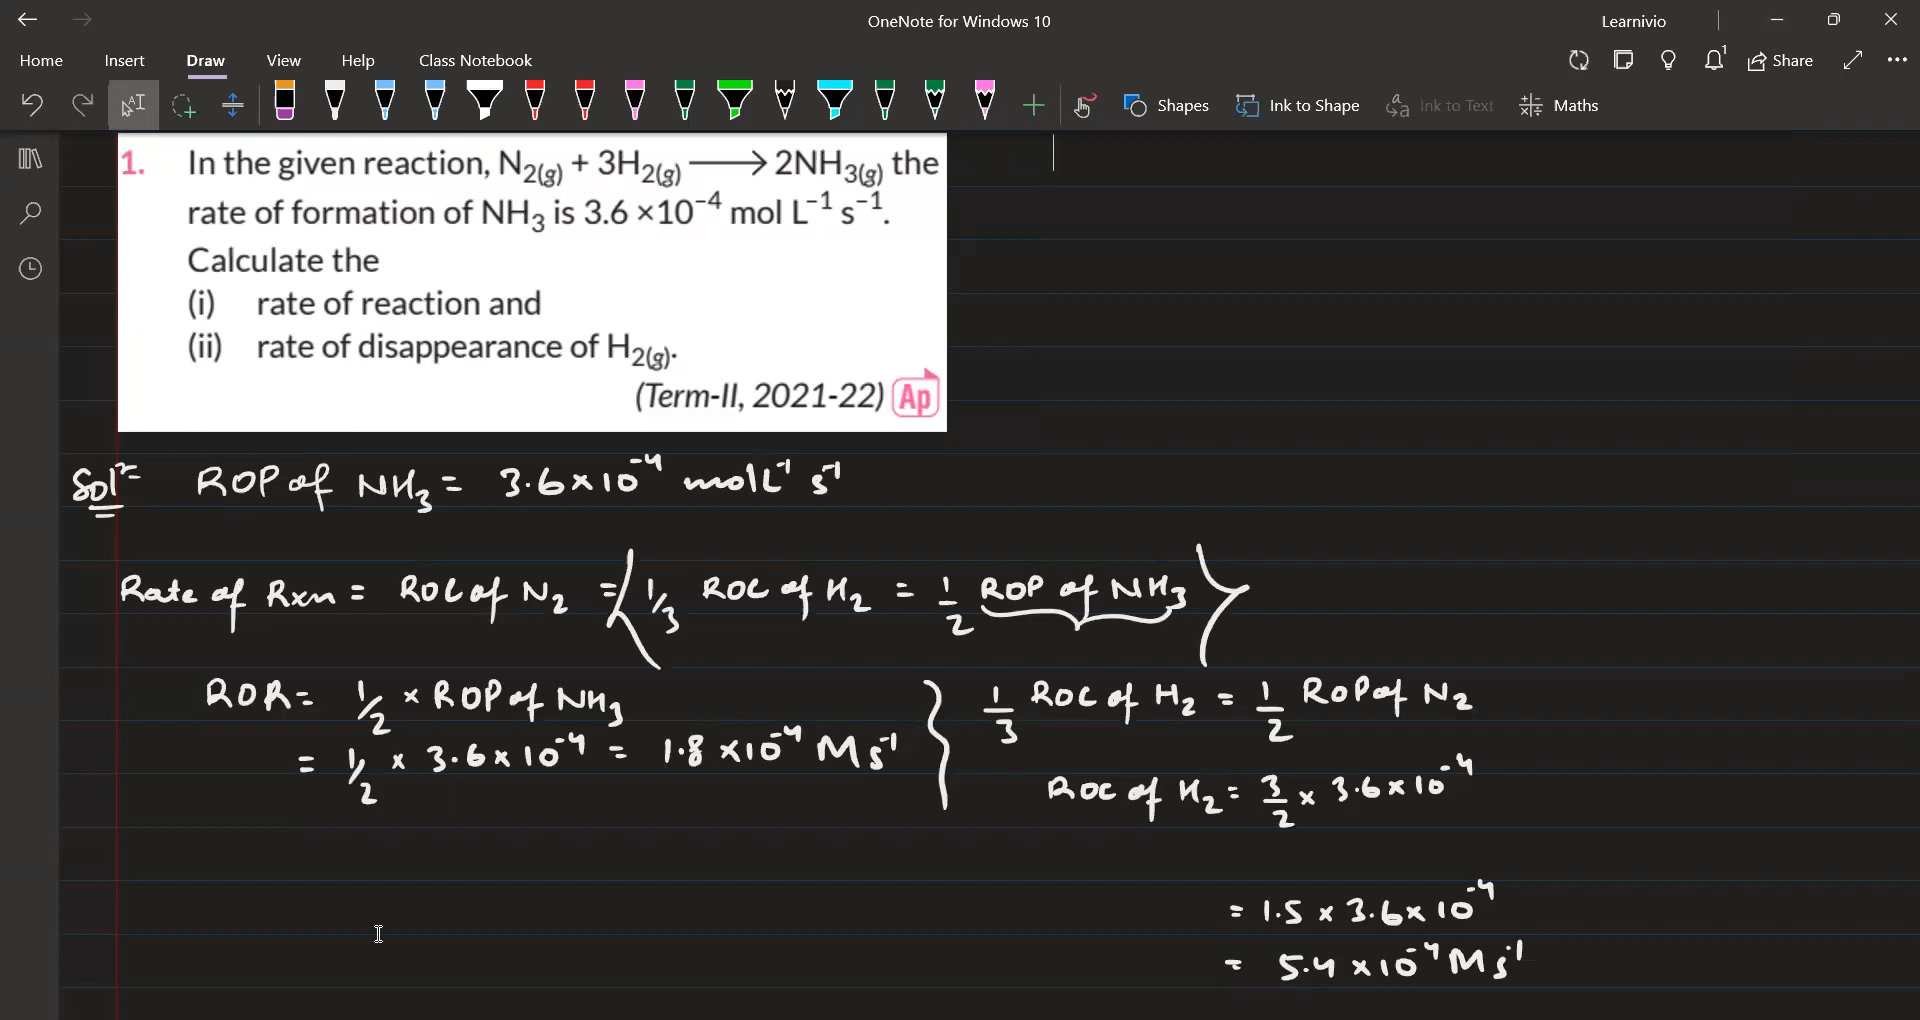 OneNote for Windows 10
Learnivio
Home Insert Draw View Help Class Notebook
1 Share
Shapes Ink to Shape Ink to Text Maths
1. In the given reaction, N₂(g) + 3H₂(g) ⟶ 2NH₃(g) the
rate of formation of NH₃ is 3.6 ×10⁻⁴ mol L⁻¹ s⁻¹.
Calculate the
(i) rate of reaction and
(ii) rate of disappearance of H₂(g).
(Term-II, 2021-22) Ap
Solⁿ ROP of NH₃ = 3.6 × 10⁻⁴ mol L⁻¹ s⁻¹
Rate of Rxn = ROC of N₂ = 1/3 ROC of H₂ = 1/2 ROP of NH₃
ROR = 1/2 × ROP of NH₃
= 1/2 × 3.6 × 10⁻⁴ = 1.8 × 10⁻⁴ M s⁻¹
1/3 ROC of H₂ = 1/2 ROP of N₂
ROC of H₂ = 3/2 × 3.6 × 10⁻⁴
= 1.5 × 3.6 × 10⁻⁴
= 5.4 × 10⁻⁴ M s⁻¹